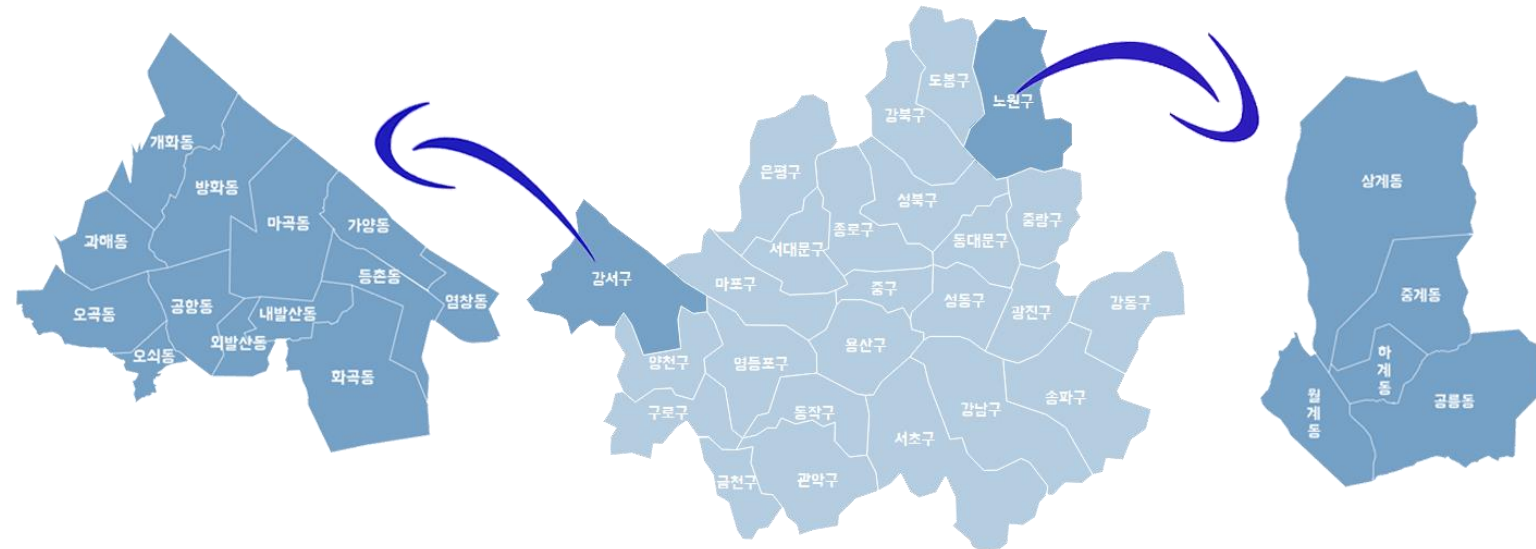 개화동
방화동
마곡동
가양동
과해동
등촌동
염창동
오곡동
공항동
내발산동
외발산동
오쇠동
화곡동
도봉구
노원구
강북구
은평구
성북구
중랑구
종로구
동대문구
서대문구
강서구
마포구
중구
성동구
광진구
강동구
양천구
영등포구
용산구
구로구
동작구
강남구
송파구
서초구
금천구
관악구
상계동
중계동
하계동
월계동
공릉동